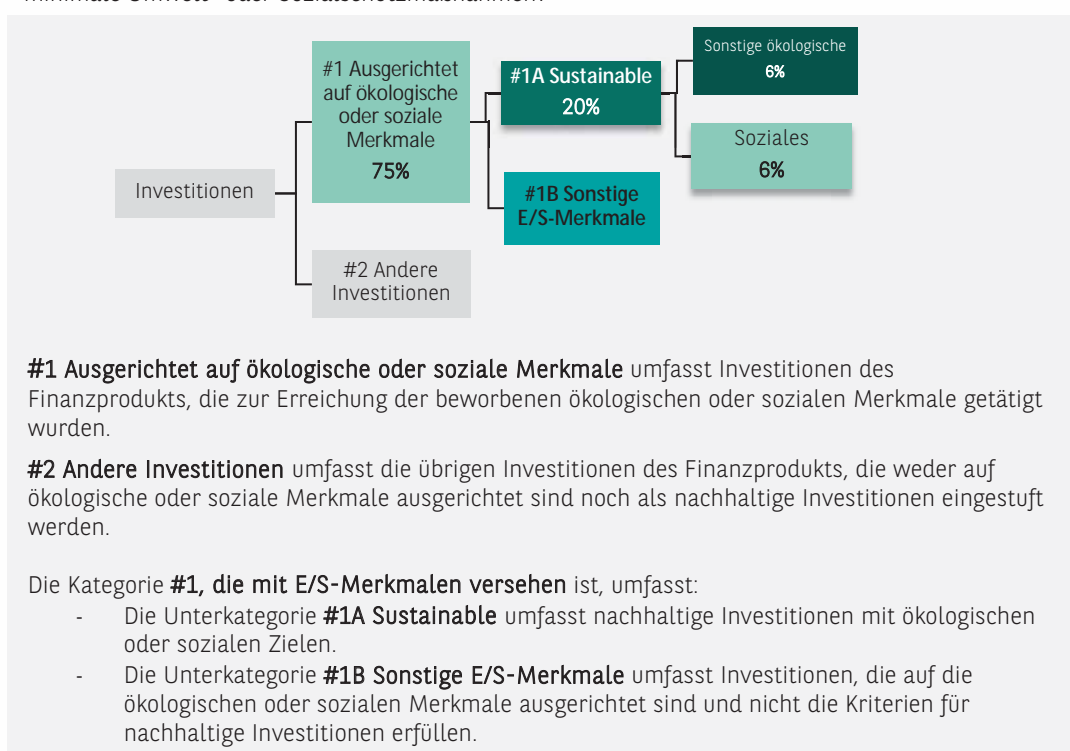 minimale Umwelt- oder Sozialschutzmaßnahmen?
Sonstige ökologische
6%
#1 Ausgerichtet
auf ökologische
oder soziale
Merkmale
75%
#1A Sustainable
20%
Soziales
6%
Investitionen
#1B Sonstige
E/S-Merkmale
#2 Andere
Investitionen
#1 Ausgerichtet auf ökologische oder soziale Merkmale umfasst Investitionen des
Finanzprodukts, die zur Erreichung der beworbenen ökologischen oder sozialen Merkmale getätigt
wurden.
#2 Andere Investitionen umfasst die übrigen Investitionen des Finanzprodukts, die weder auf
ökologische oder soziale Merkmale ausgerichtet sind noch als nachhaltige Investitionen eingestuft
werden.
Die Kategorie #1, die mit E/S-Merkmalen versehen ist, umfasst:
- Die Unterkategorie #1A Sustainable umfasst nachhaltige Investitionen mit ökologischen
oder sozialen Zielen.
- Die Unterkategorie #1B Sonstige E/S-Merkmale umfasst Investitionen, die auf die
ökologischen oder sozialen Merkmale ausgerichtet sind und nicht die Kriterien für
nachhaltige Investitionen erfüllen.